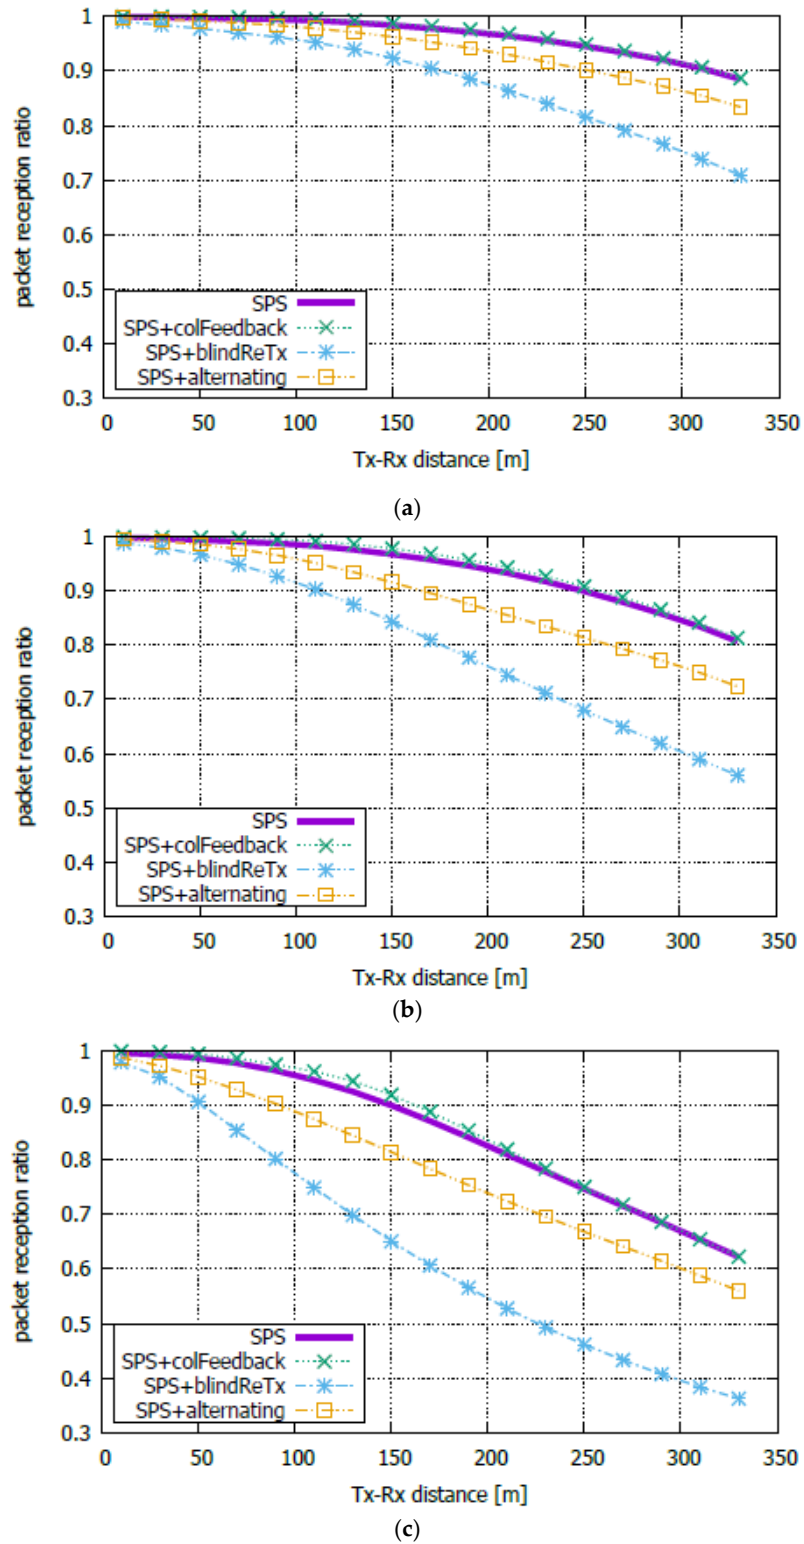 1
0.9
0.8
0.7
0.6
0.5
0.4
0.3
packet reception ratio
SPS
SPS+colFeedback
SPS+blindReTx
SPS+alternating
0 50 100 150 200 250 300 350
Tx-Rx distance [m]
(a)
1
0.9
0.8
0.7
0.6
0.5
0.4
0.3
packet reception ratio
SPS
SPS+colFeedback
SPS+blindReTx
SPS+alternating
0 50 100 150 200 250 300 350
Tx-Rx distance [m]
(b)
1
0.9
0.8
0.7
0.6
0.5
0.4
0.3
packet reception ratio
SPS
SPS+colFeedback
SPS+blindReTx
SPS+alternating
0 50 100 150 200 250 300 350
Tx-Rx distance [m]
(c)